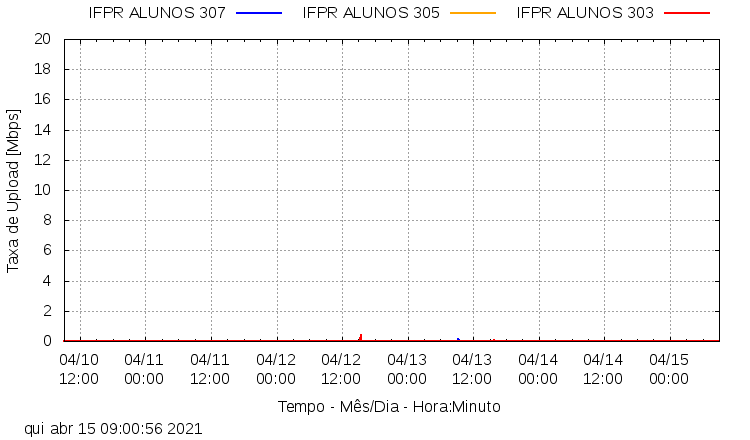 IFPR ALUNOS 307 IFPR ALUNOS 305 IFPR ALUNOS 303
20
18
16
14
12
10
8
6
4
2
0
Taxa de Upload [Mbps]
04/10 04/11 04/11 04/12 04/12 04/13 04/13 04/14 04/14 04/15
12:00 00:00 12:00 00:00 12:00 00:00 12:00 00:00 12:00 00:00
Tempo - Mês/Dia - Hora:Minuto
qui abr 15 09:00:56 2021